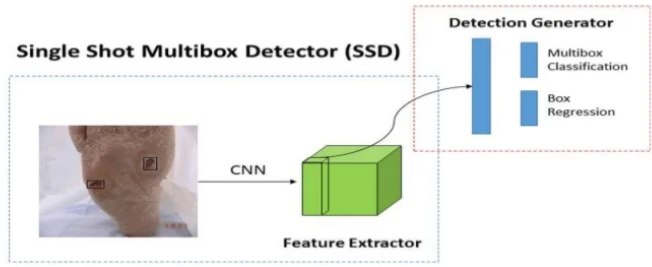 Detection Generator
Single Shot Multibox Detector (SSD)
Multibox
Classification
Box
Regression
CNN
Feature Extractor